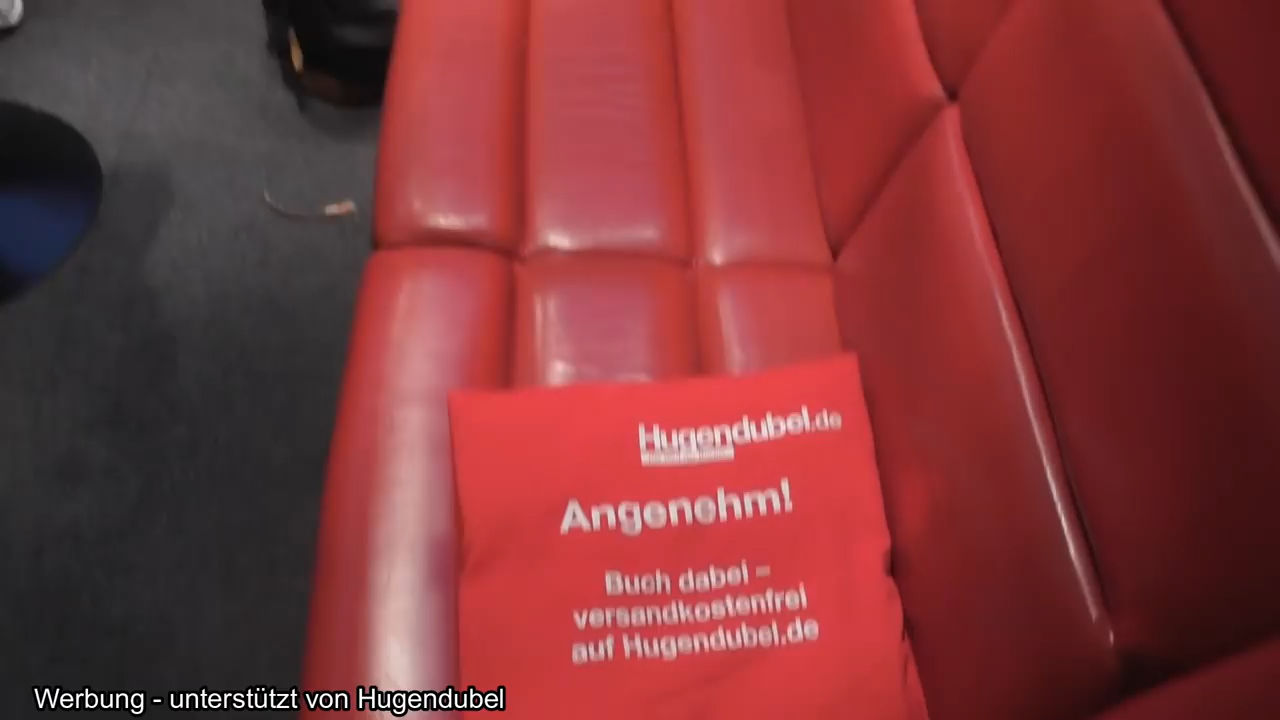 Hugendubel.de
Angenehm!
Buch dabei –
versandkostenfrei
auf Hugendubel.de
Werbung - unterstützt von Hugendubel